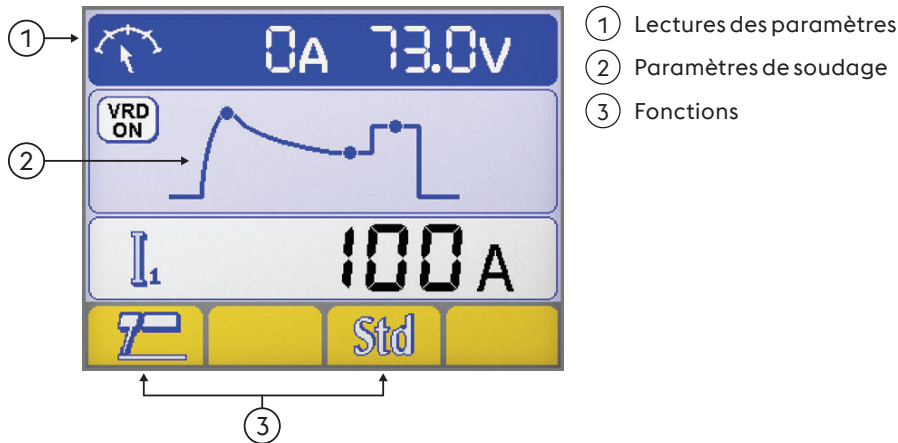 1 Lectures des paramètres
2 Paramètres de soudage
3 Fonctions
1
0A 73.0V
VRD
ON
2
I1 100 A
Std
3